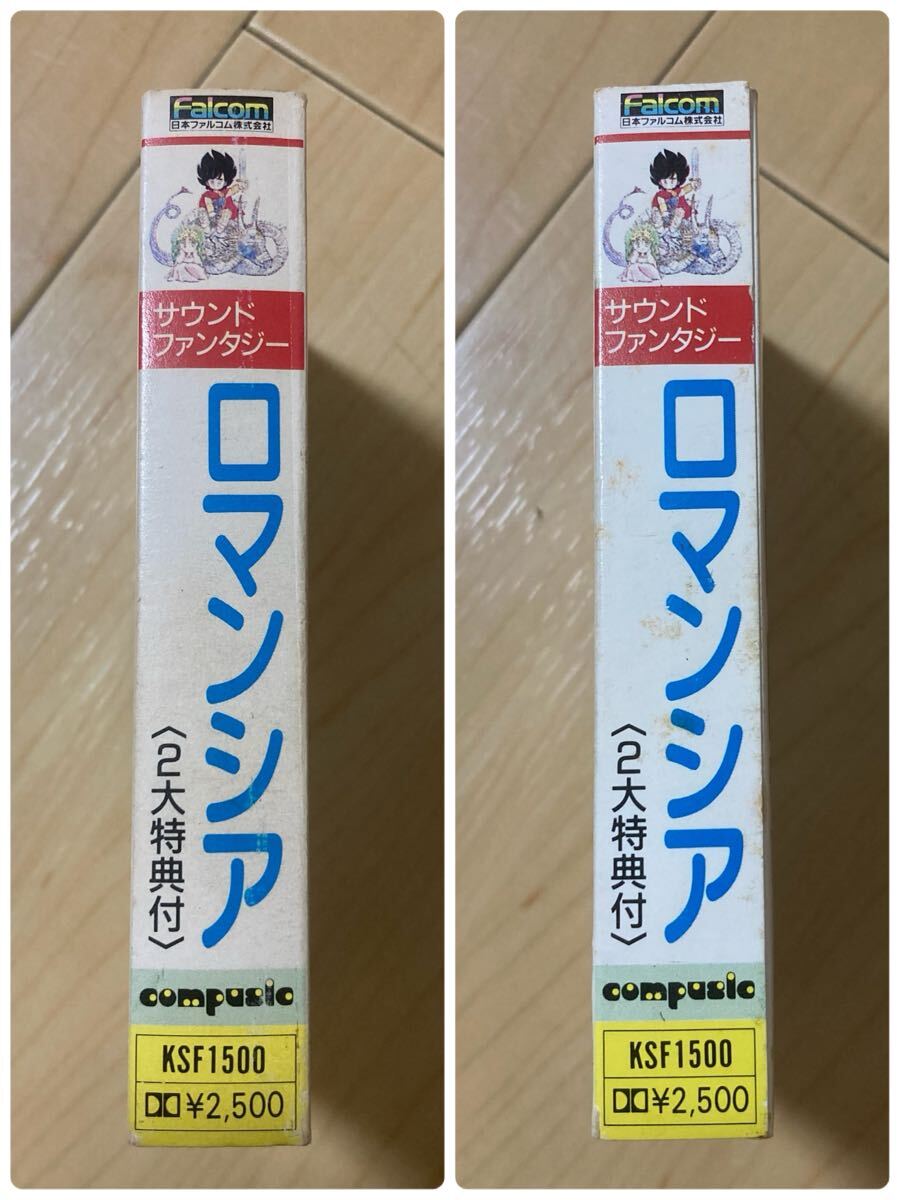 Falcom
日本ファルコム株式会社
サウンド
ファンタジー
ロマンシア
〈2大特典付〉
compusic
KSF1500
¥2,500
Falcom
日本ファルコム株式会社
サウンド
ファンタジー
ロマンシア
〈2大特典付〉
compusic
KSF1500
¥2,500